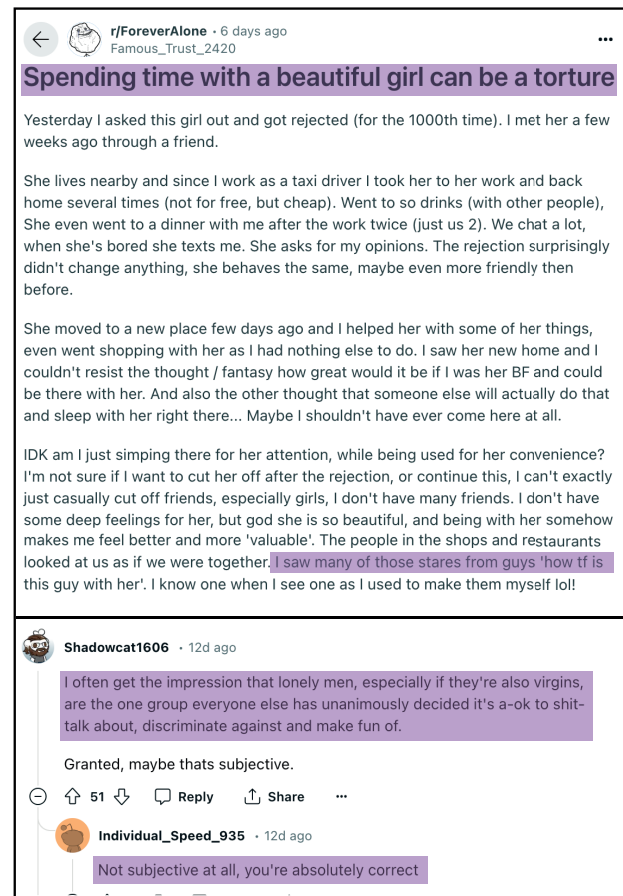 r/ForeverAlone • 6 days ago
Famous_Trust_2420
Spending time with a beautiful girl can be a torture
Yesterday I asked this girl out and got rejected (for the 1000th time). I met her a few
weeks ago through a friend.
She lives nearby and since I work as a taxi driver I took her to her work and back
home several times (not for free, but cheap). Went to so drinks (with other people),
She even went to a dinner with me after the work twice (just us 2). We chat a lot,
when she's bored she texts me. She asks for my opinions. The rejection surprisingly
didn't change anything, she behaves the same, maybe even more friendly then
before.
She moved to a new place few days ago and I helped her with some of her things,
even went shopping with her as I had nothing else to do. I saw her new home and I
couldn't resist the thought / fantasy how great would it be if I was her BF and could
be there with her. And also the other thought that someone else will actually do that
and sleep with her right there... Maybe I shouldn't have ever come here at all.
IDK am I just simping there for her attention, while being used for her convenience?
I'm not sure if I want to cut her off after the rejection, or continue this, I can't exactly
just casually cut off friends, especially girls, I don't have many friends. I don't have
some deep feelings for her, but god she is so beautiful, and being with her somehow
makes me feel better and more 'valuable'. The people in the shops and restaurants
looked at us as if we were together. I saw many of those stares from guys 'how tf is
this guy with her'. I know one when I see one as I used to make them myself lol!
Shadowcat1606 • 12d ago
I often get the impression that lonely men, especially if they're also virgins,
are the one group everyone else has unanimously decided it's a-ok to shit-
talk about, discriminate against and make fun of.
Granted, maybe thats subjective.
51 Reply Share
Individual_Speed_935 • 12d ago
Not subjective at all, you're absolutely correct